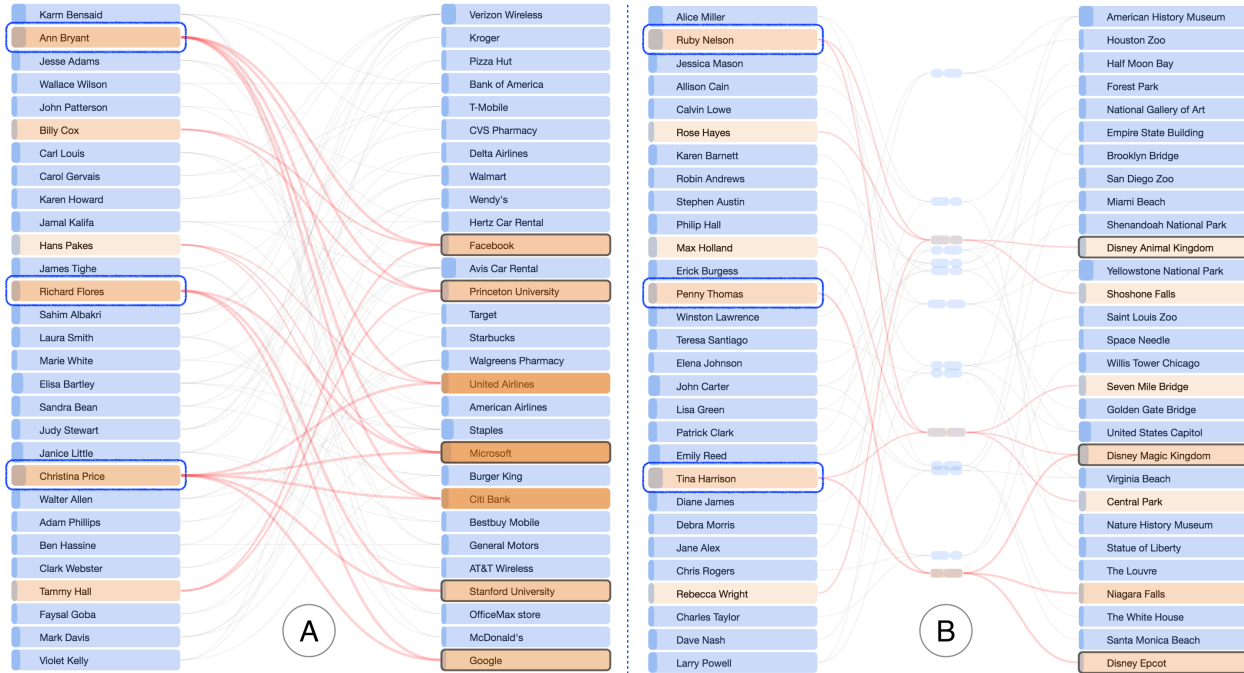 Karm Bensaid
Ann Bryant
Jesse Adams
Wallace Wilson
John Patterson
Billy Cox
Carl Louis
Carol Gervais
Karen Howard
Jamal Kalifa
Hans Pakes
James Tighe
Richard Flores
Sahim Albakri
Laura Smith
Marie White
Elisa Bartley
Sandra Bean
Judy Stewart
Janice Little
Christina Price
Walter Allen
Adam Phillips
Ben Hassine
Clark Webster
Tammy Hall
Faysal Goba
Mark Davis
Violet Kelly
A
Verizon Wireless
Kroger
Pizza Hut
Bank of America
T-Mobile
CVS Pharmacy
Delta Airlines
Walmart
Wendy's
Hertz Car Rental
Facebook
Avis Car Rental
Princeton University
Target
Starbucks
Walgreens Pharmacy
United Airlines
American Airlines
Staples
Microsoft
Burger King
Citi Bank
Bestbuy Mobile
General Motors
AT&T Wireless
Stanford University
OfficeMax store
McDonald's
Google
Alice Miller
Ruby Nelson
Jessica Mason
Allison Cain
Calvin Lowe
Rose Hayes
Karen Barnett
Robin Andrews
Stephen Austin
Philip Hall
Max Holland
Erick Burgess
Penny Thomas
Winston Lawrence
Teresa Santiago
Elena Johnson
John Carter
Lisa Green
Patrick Clark
Emily Reed
Tina Harrison
Diane James
Debra Morris
Jane Alex
Chris Rogers
Rebecca Wright
Charles Taylor
Dave Nash
Larry Powell
B
American History Museum
Houston Zoo
Half Moon Bay
Forest Park
National Gallery of Art
Empire State Building
Brooklyn Bridge
San Diego Zoo
Miami Beach
Shenandoah National Park
Disney Animal Kingdom
Yellowstone National Park
Shoshone Falls
Saint Louis Zoo
Space Needle
Willis Tower Chicago
Seven Mile Bridge
Golden Gate Bridge
United States Capitol
Disney Magic Kingdom
Virginia Beach
Central Park
Nature History Museum
Statue of Liberty
The Louvre
Niagara Falls
The White House
Santa Monica Beach
Disney Epcot